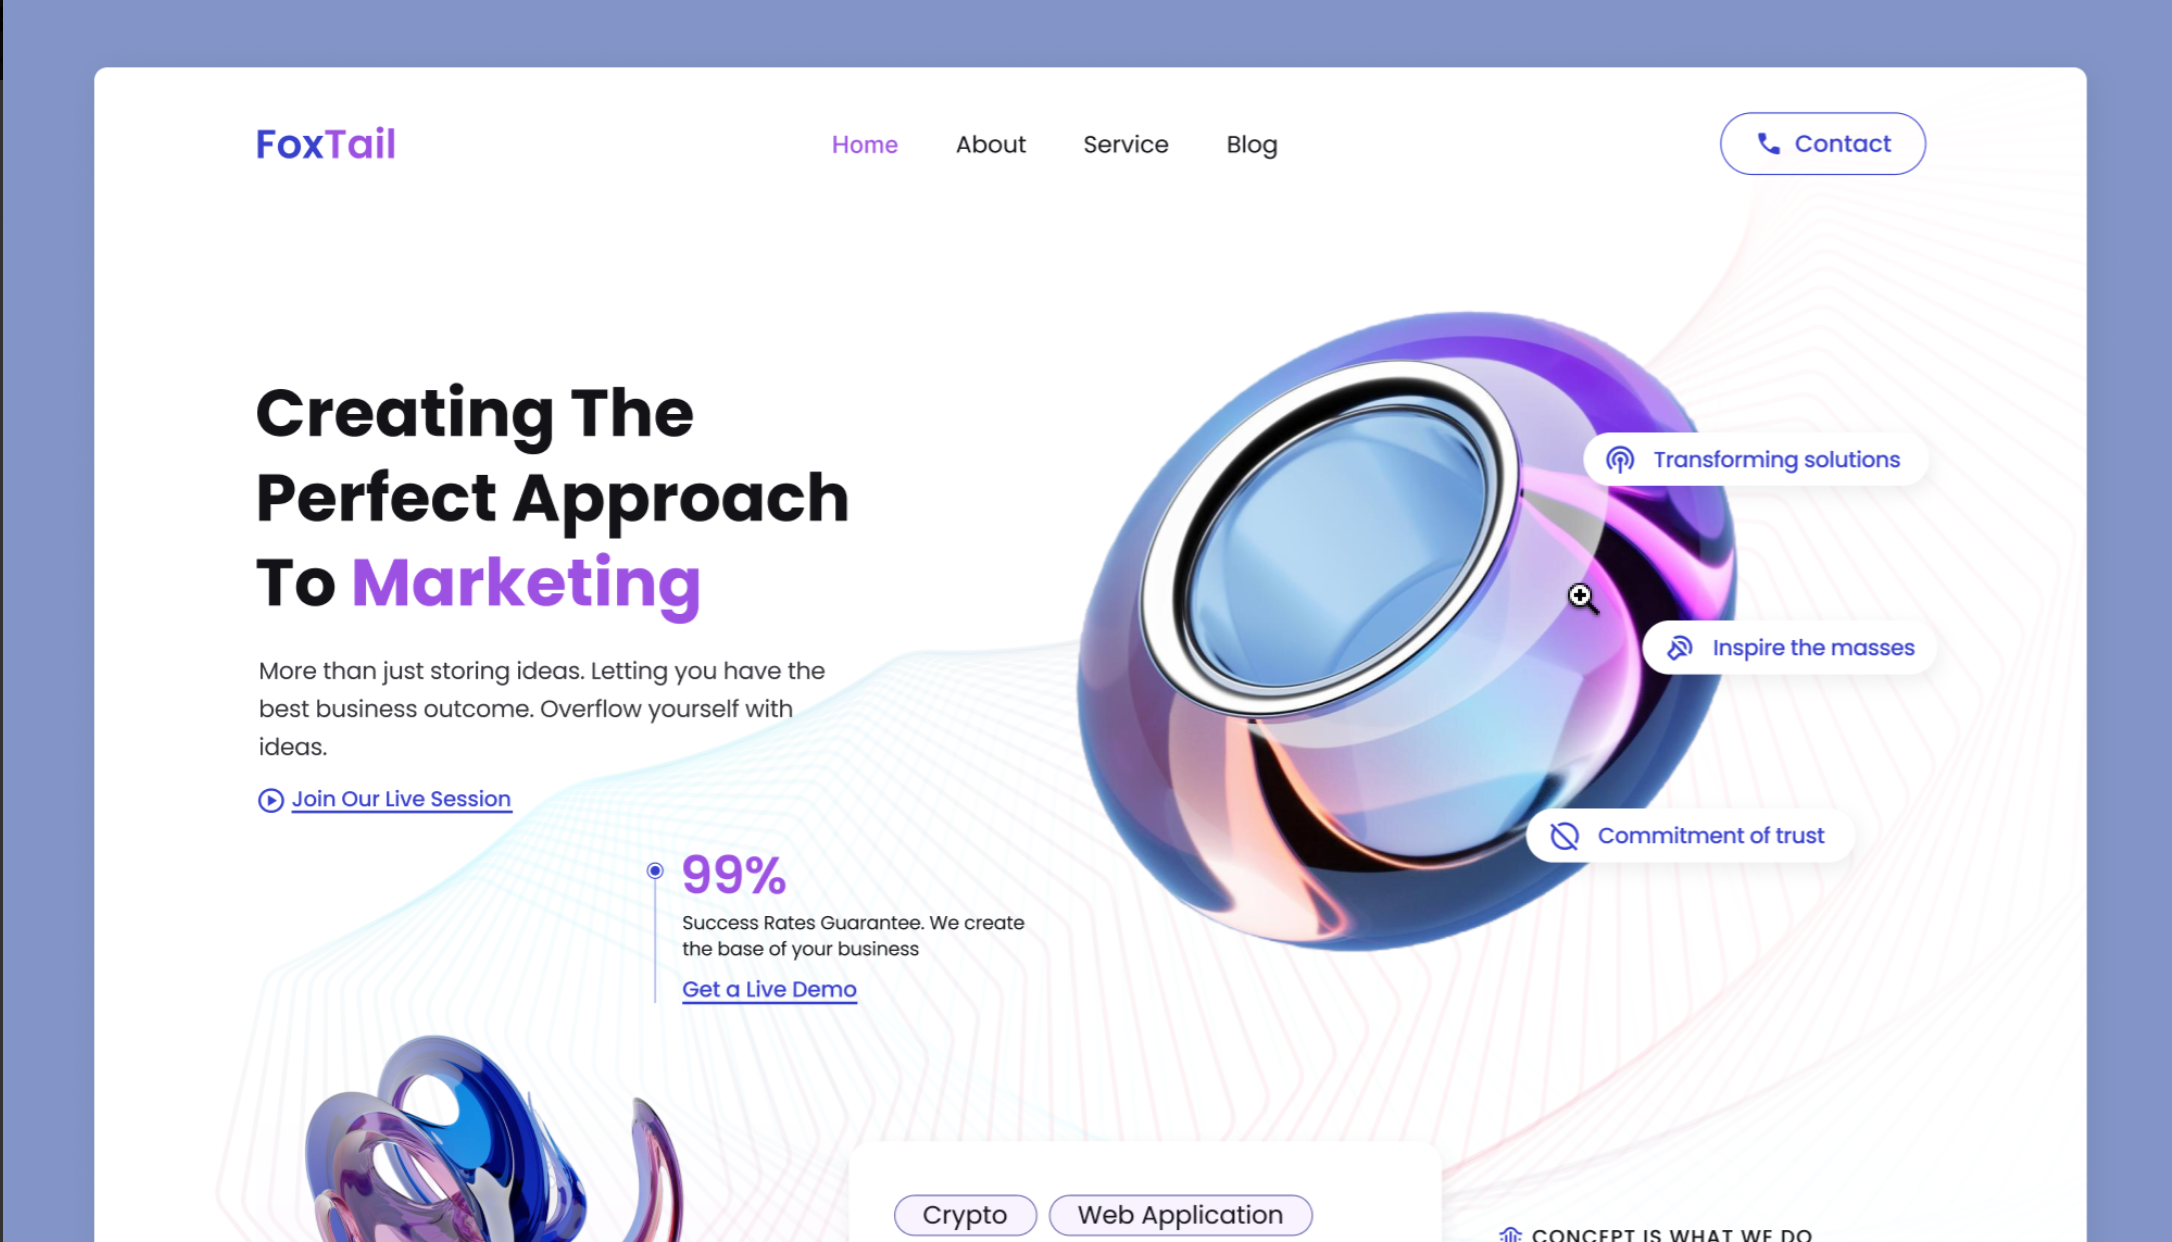 FoxTail
Home
About
Service
Blog
Contact
Creating The
Perfect Approach
To Marketing
More than just storing ideas. Letting you have the
best business outcome. Overflow yourself with
ideas.
Join Our Live Session
99%
Success Rates Guarantee. We create
the base of your business
Get a Live Demo
Transforming solutions
Inspire the masses
Commitment of trust
Crypto
Web Application
CONCEPT IS WHAT WE DO